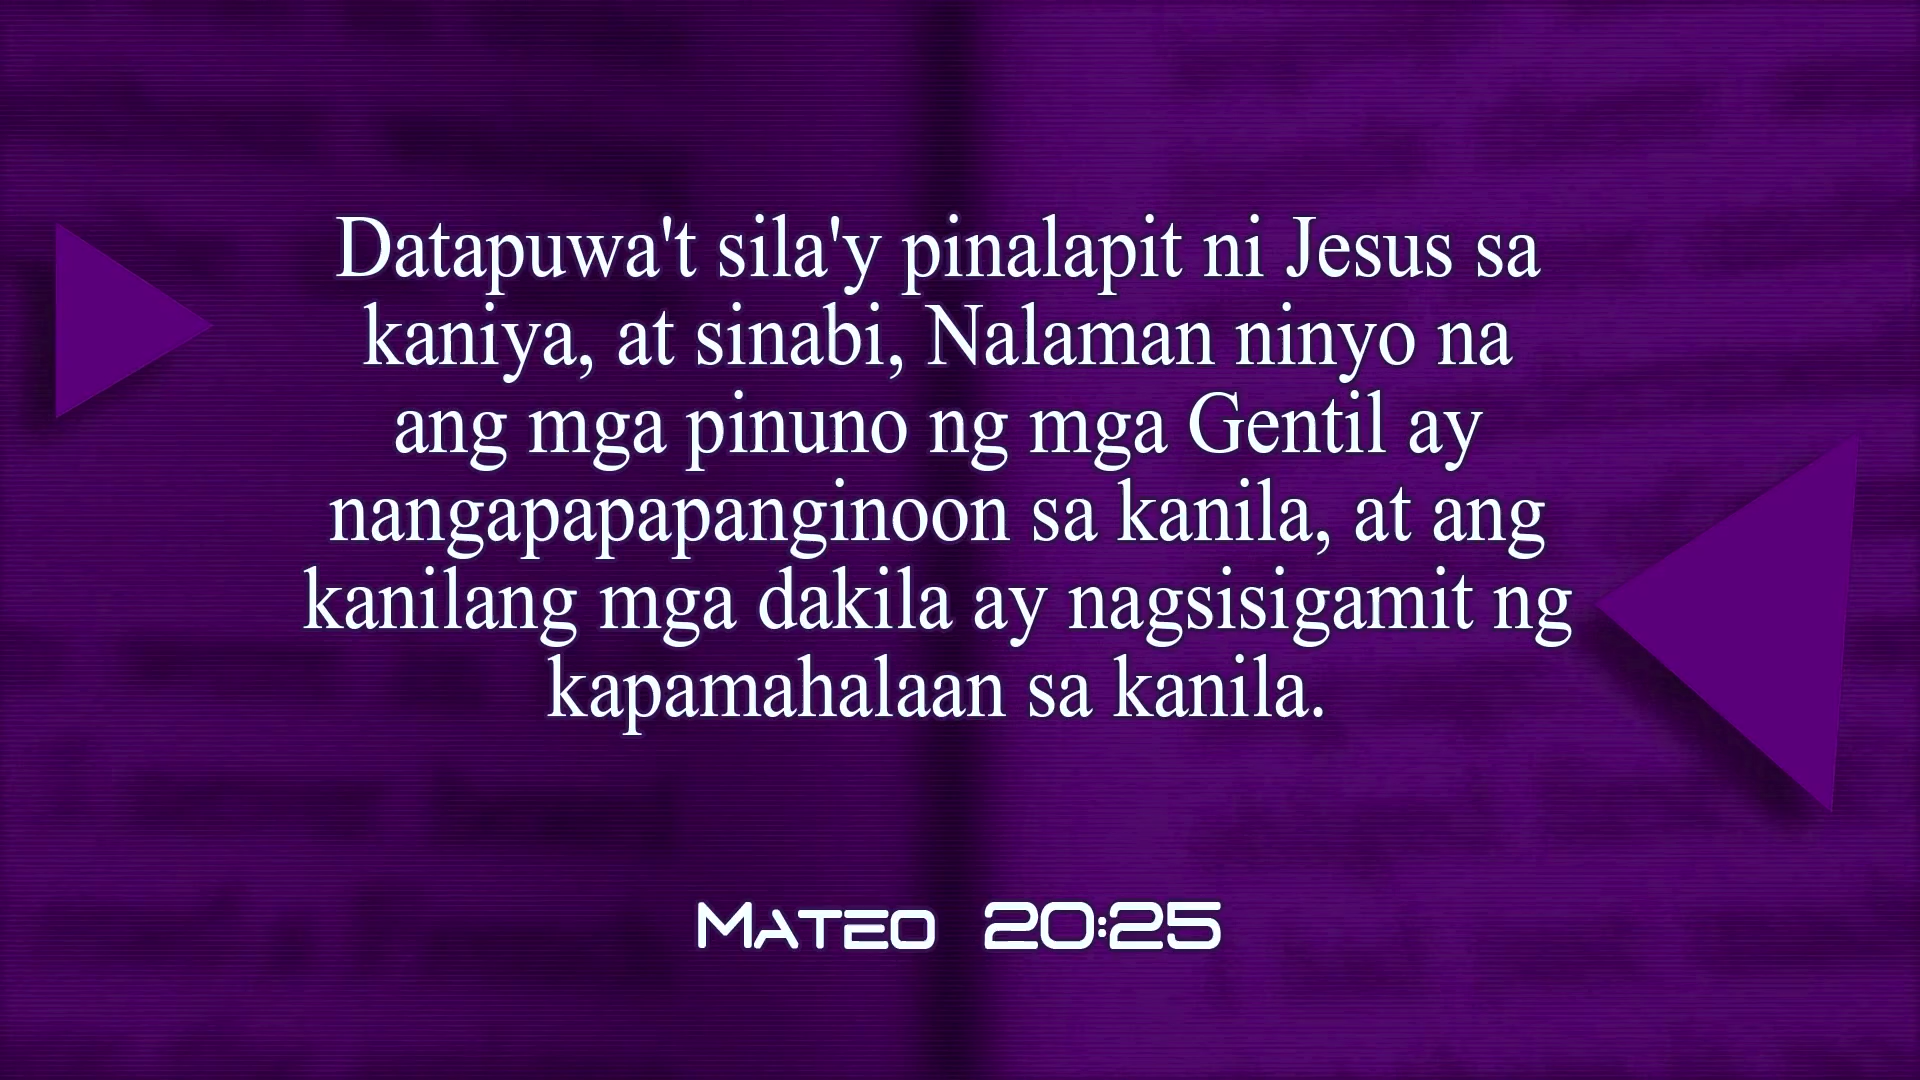 Datapuwa't sila'y pinalapit ni Jesus sa
kaniya, at sinabi, Nalaman ninyo na
ang mga pinuno ng mga Gentil ay
nangapapapanginoon sa kanila, at ang
kanilang mga dakila ay nagsisigamit ng
kapamahalaan sa kanila.
Mateo 20:25